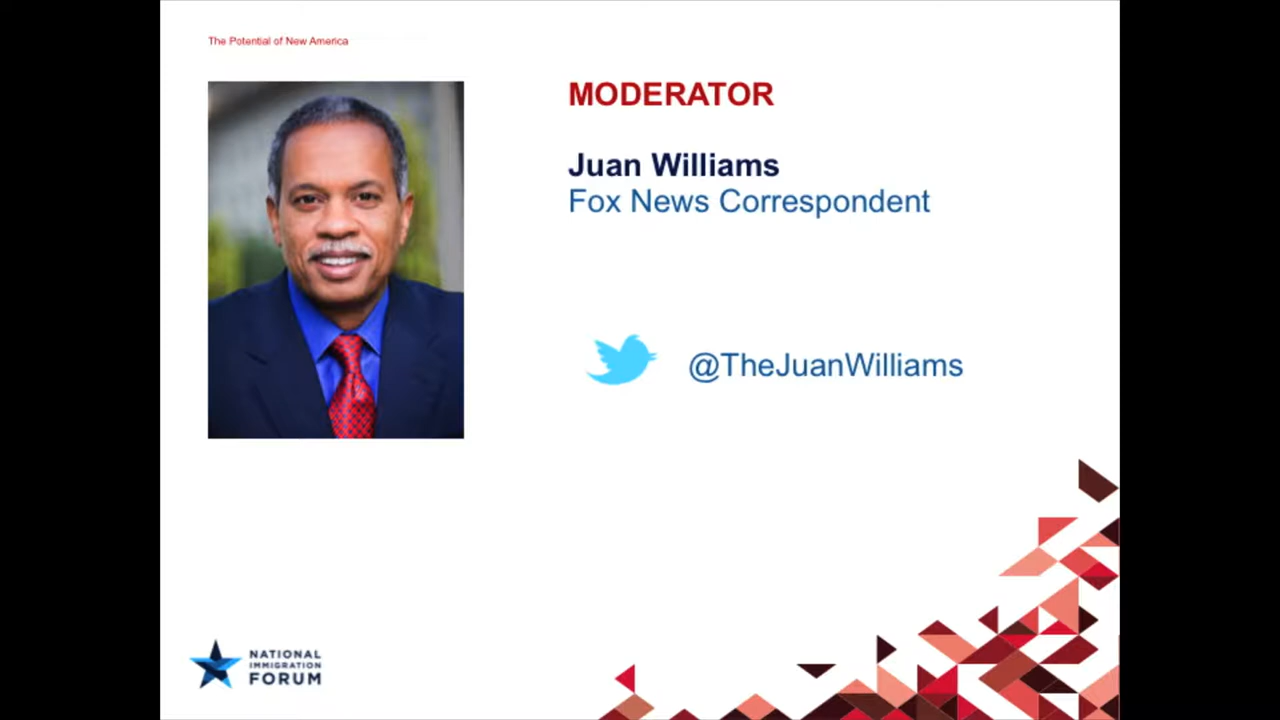 The Potential of New America
MODERATOR
Juan Williams
Fox News Correspondent
@TheJuanWilliams
NATIONAL
IMMIGRATION
FORUM